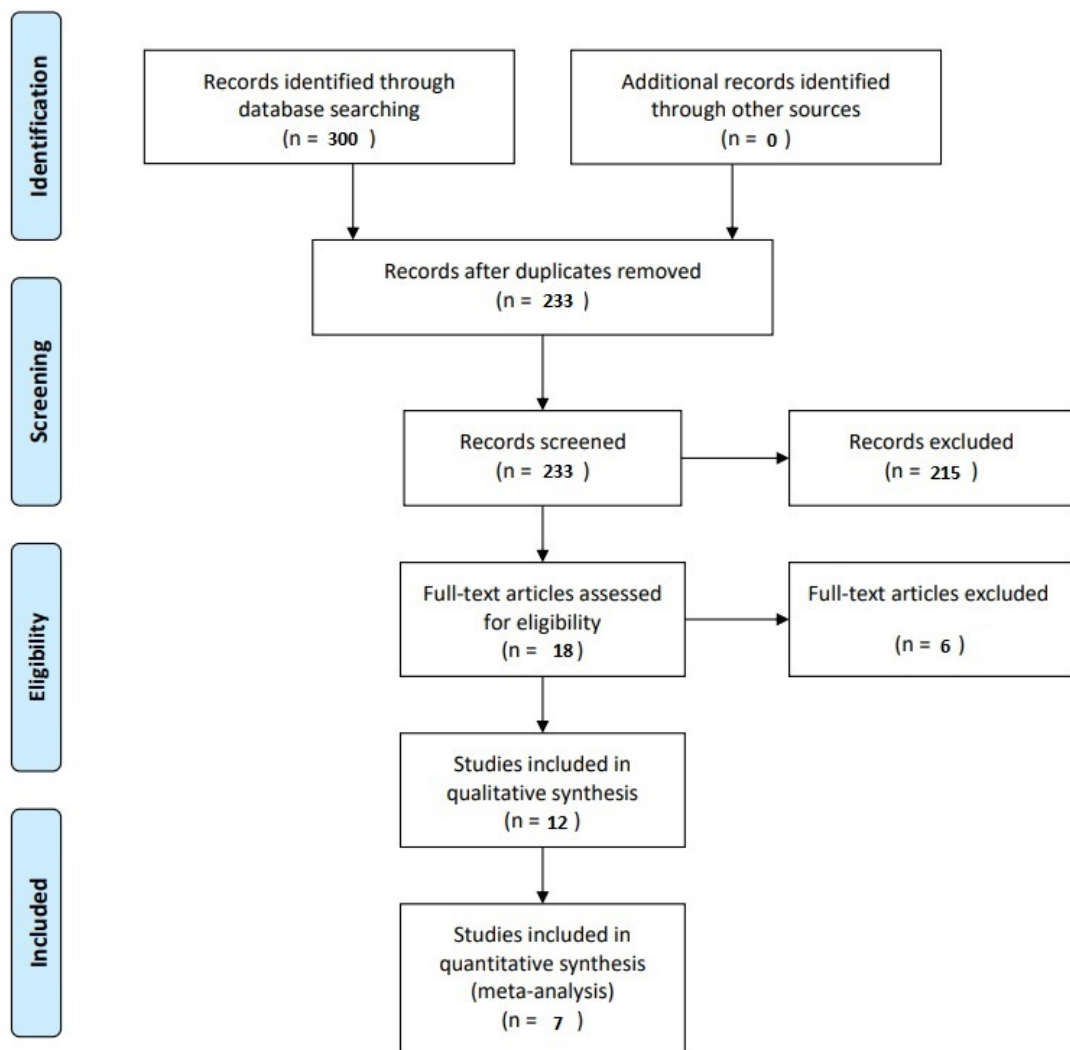 Identification
Records identified through
database searching
(n = 300 )
Additional records identified
through other sources
(n = 0 )
Records after duplicates removed
(n = 233 )
Screening
Records screened
(n = 233 )
Records excluded
(n = 215 )
Eligibility
Full-text articles assessed
for eligibility
(n = 18 )
Full-text articles excluded
(n = 6 )
Studies included in
qualitative synthesis
(n = 12 )
Included
Studies included in
quantitative synthesis
(meta-analysis)
(n = 7 )